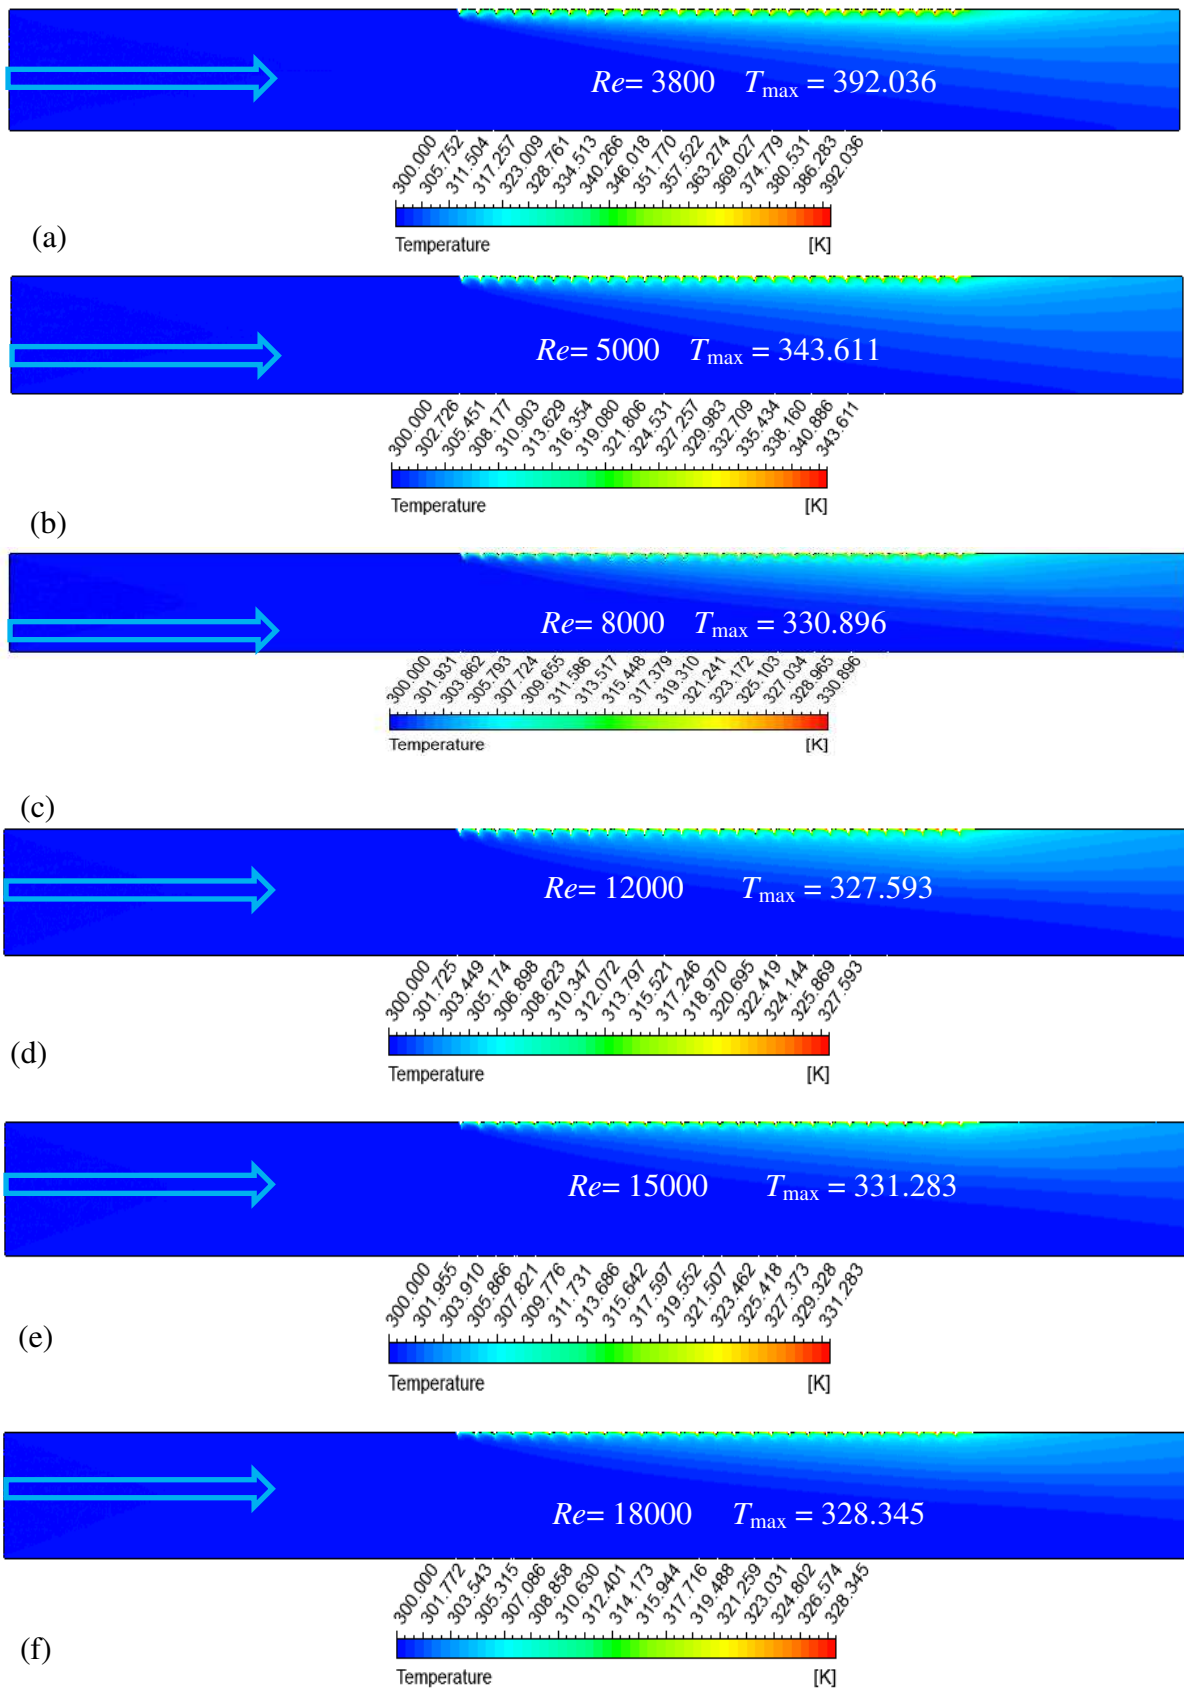 Re= 3800 Tmax = 392.036
300.000 305.752 311.504 317.257 323.009 328.761 334.513 340.266 346.018 351.770 357.522 363.274 369.027 374.779 380.531 386.283 392.036
Temperature [K]
(a)
Re= 5000 Tmax = 343.611
300.000 302.726 305.451 308.177 310.903 313.629 316.354 319.080 321.806 324.531 327.257 329.983 332.709 335.434 338.160 340.886 343.611
Temperature [K]
(b)
Re= 8000 Tmax = 330.896
300.000 301.931 303.862 305.793 307.724 309.655 311.586 313.517 315.448 317.379 319.310 321.241 323.172 325.103 327.034 328.965 330.896
Temperature [K]
(c)
Re= 12000 Tmax = 327.593
300.000 301.725 303.449 305.174 306.898 308.623 310.347 312.072 313.797 315.521 317.246 318.970 320.695 322.419 324.144 325.869 327.593
(d)
Temperature [K]
Re= 15000 Tmax = 331.283
300.000 301.955 303.910 305.866 307.821 309.776 311.731 313.686 315.642 317.597 319.552 321.507 323.462 325.418 327.373 329.328 331.283
(e)
Temperature [K]
Re= 18000 Tmax = 328.345
300.000 301.772 303.543 305.315 307.086 308.858 310.630 312.401 314.173 315.944 317.716 319.488 321.259 323.031 324.802 326.574 328.345
(f)
Temperature [K]